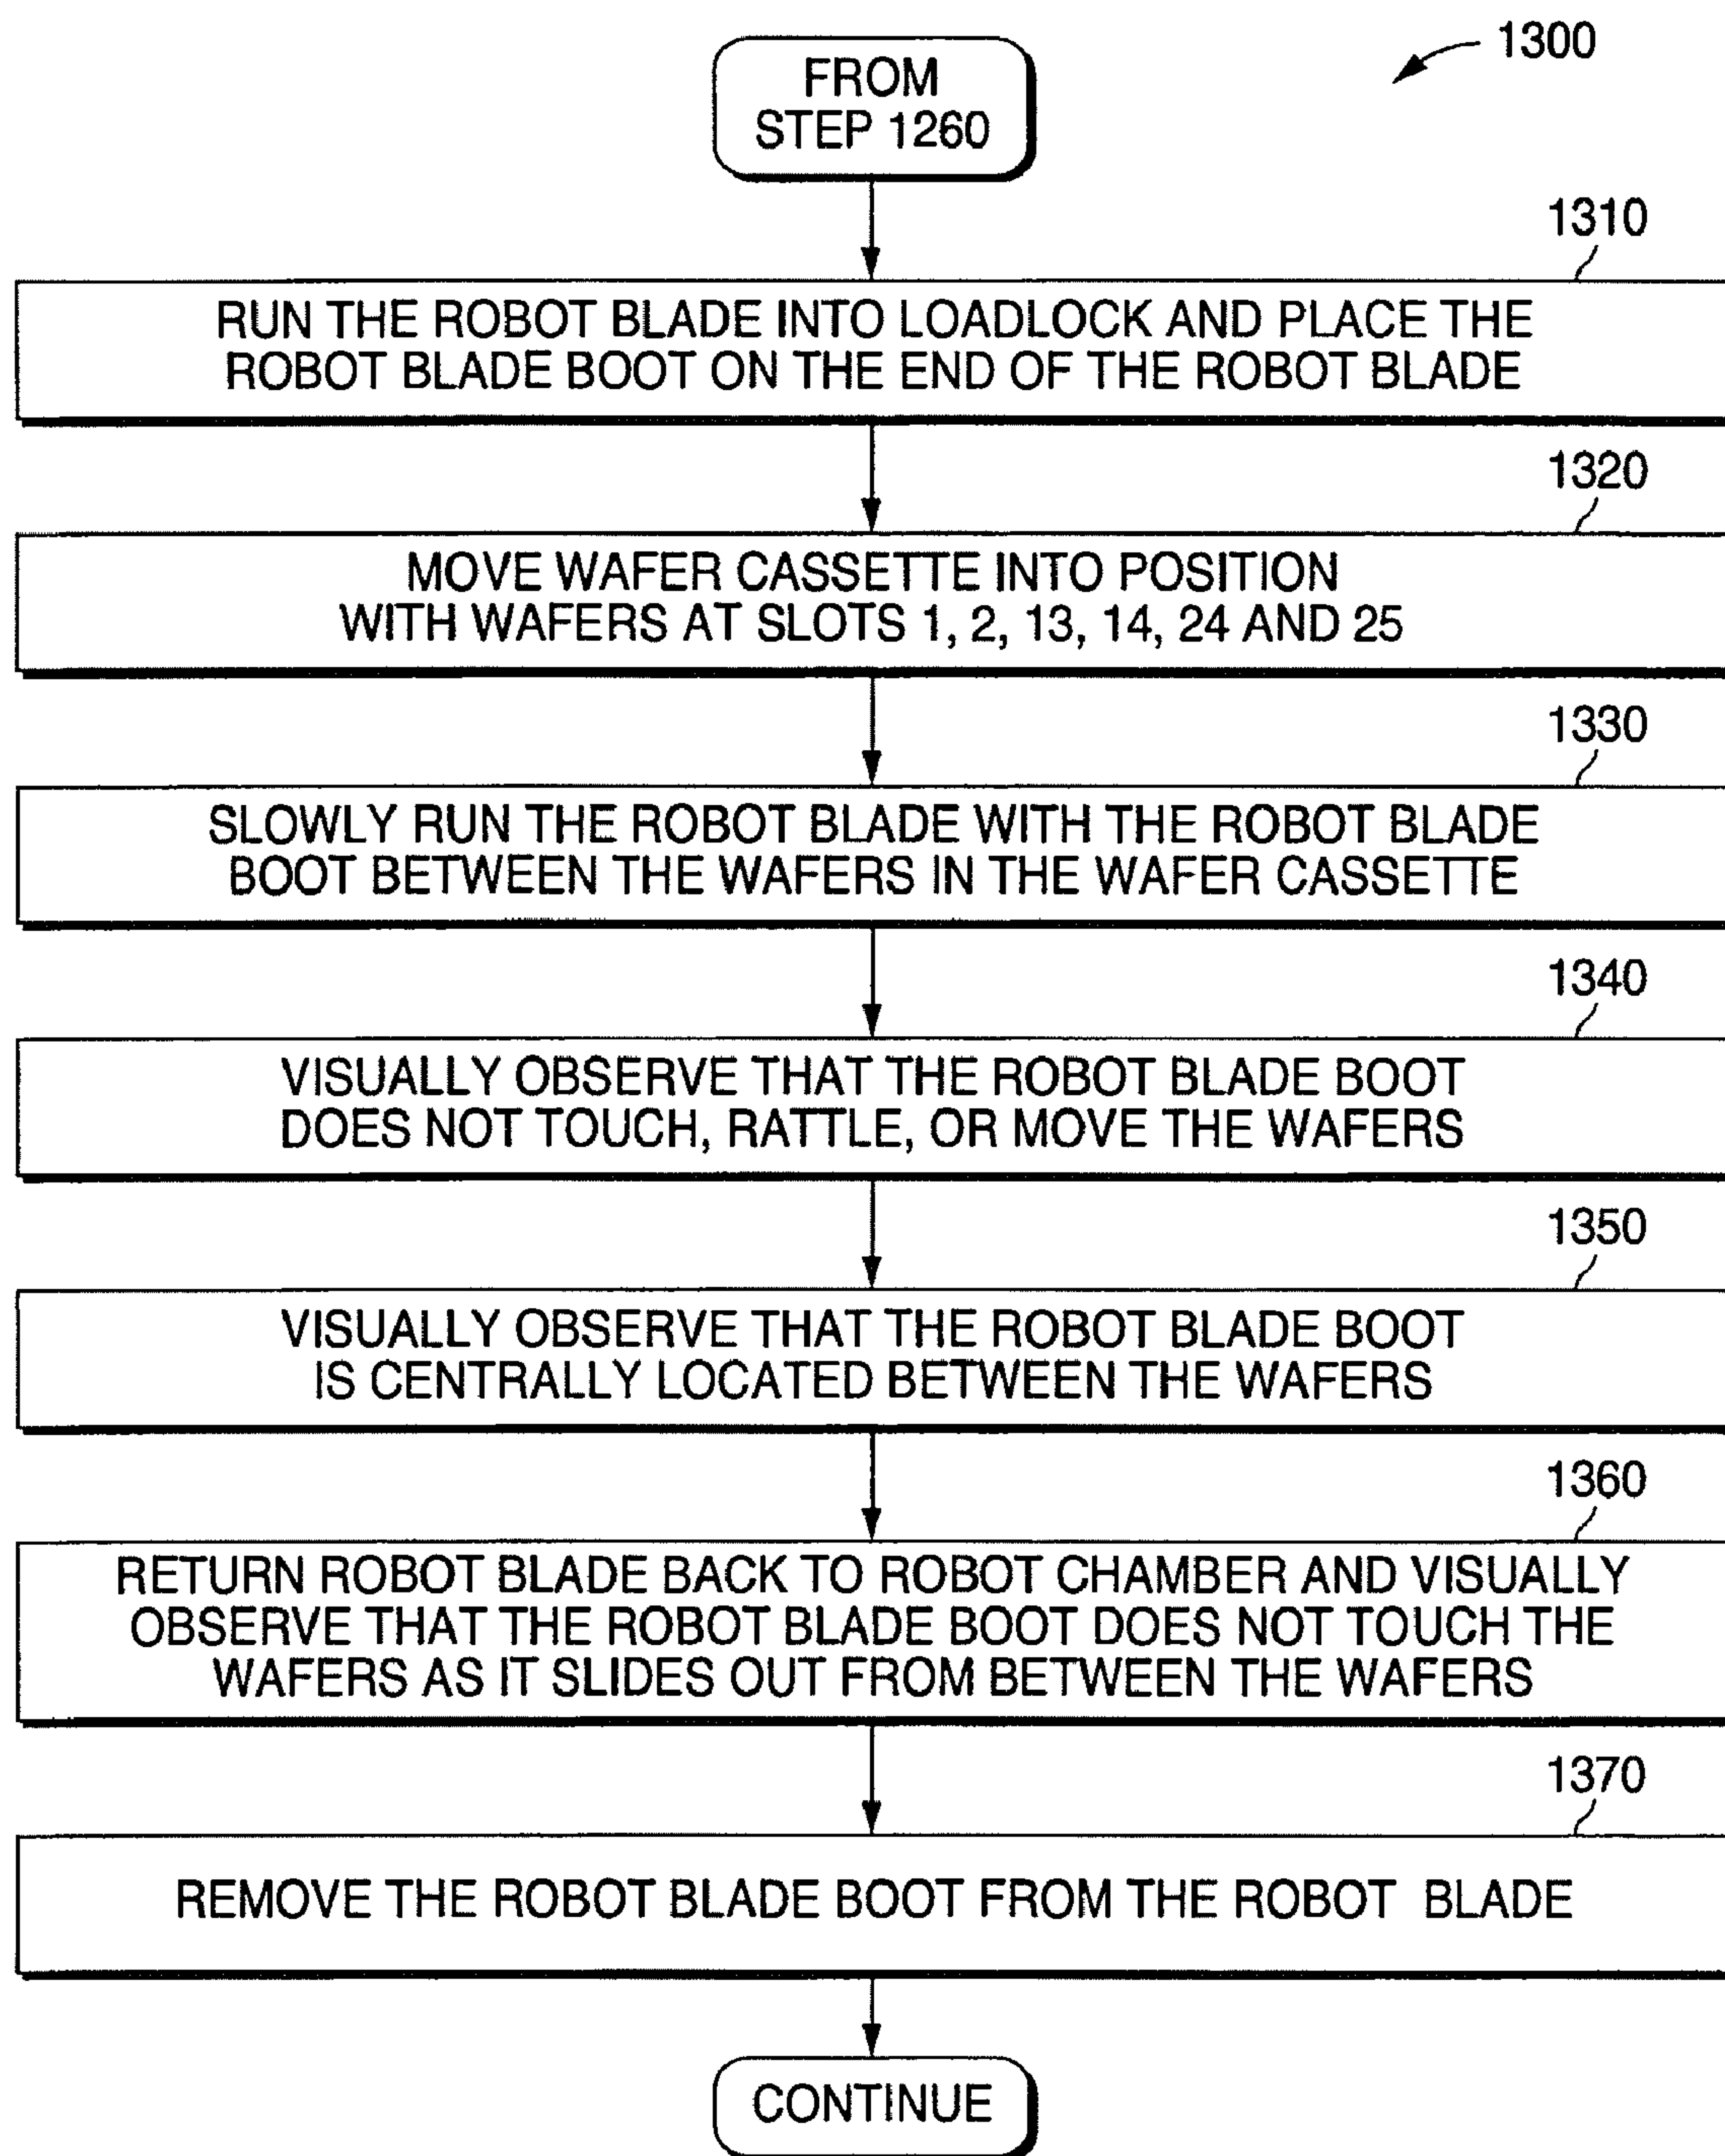 1300
FROM
STEP 1260
1310
RUN THE ROBOT BLADE INTO LOADLOCK AND PLACE THE
ROBOT BLADE BOOT ON THE END OF THE ROBOT BLADE
1320
MOVE WAFER CASSETTE INTO POSITION
WITH WAFERS AT SLOTS 1, 2, 13, 14, 24 AND 25
1330
SLOWLY RUN THE ROBOT BLADE WITH THE ROBOT BLADE
BOOT BETWEEN THE WAFERS IN THE WAFER CASSETTE
1340
VISUALLY OBSERVE THAT THE ROBOT BLADE BOOT
DOES NOT TOUCH, RATTLE, OR MOVE THE WAFERS
1350
VISUALLY OBSERVE THAT THE ROBOT BLADE BOOT
IS CENTRALLY LOCATED BETWEEN THE WAFERS
1360
RETURN ROBOT BLADE BACK TO ROBOT CHAMBER AND VISUALLY
OBSERVE THAT THE ROBOT BLADE BOOT DOES NOT TOUCH THE
WAFERS AS IT SLIDES OUT FROM BETWEEN THE WAFERS
1370
REMOVE THE ROBOT BLADE BOOT FROM THE ROBOT BLADE
CONTINUE